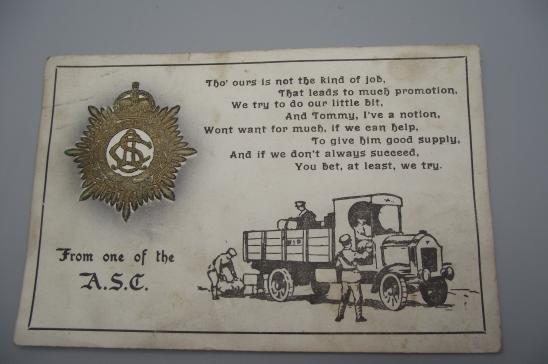 Tho' ours is not the kind of job,
That leads to much promotion,
We try to do our little bit,
And Tommy, I've a notion,
Wont want for much, if we can help,
To give him good supply,
And if we don't always succeed,
You bet, at least, we try.
ASC
From one of the
A.S.C.